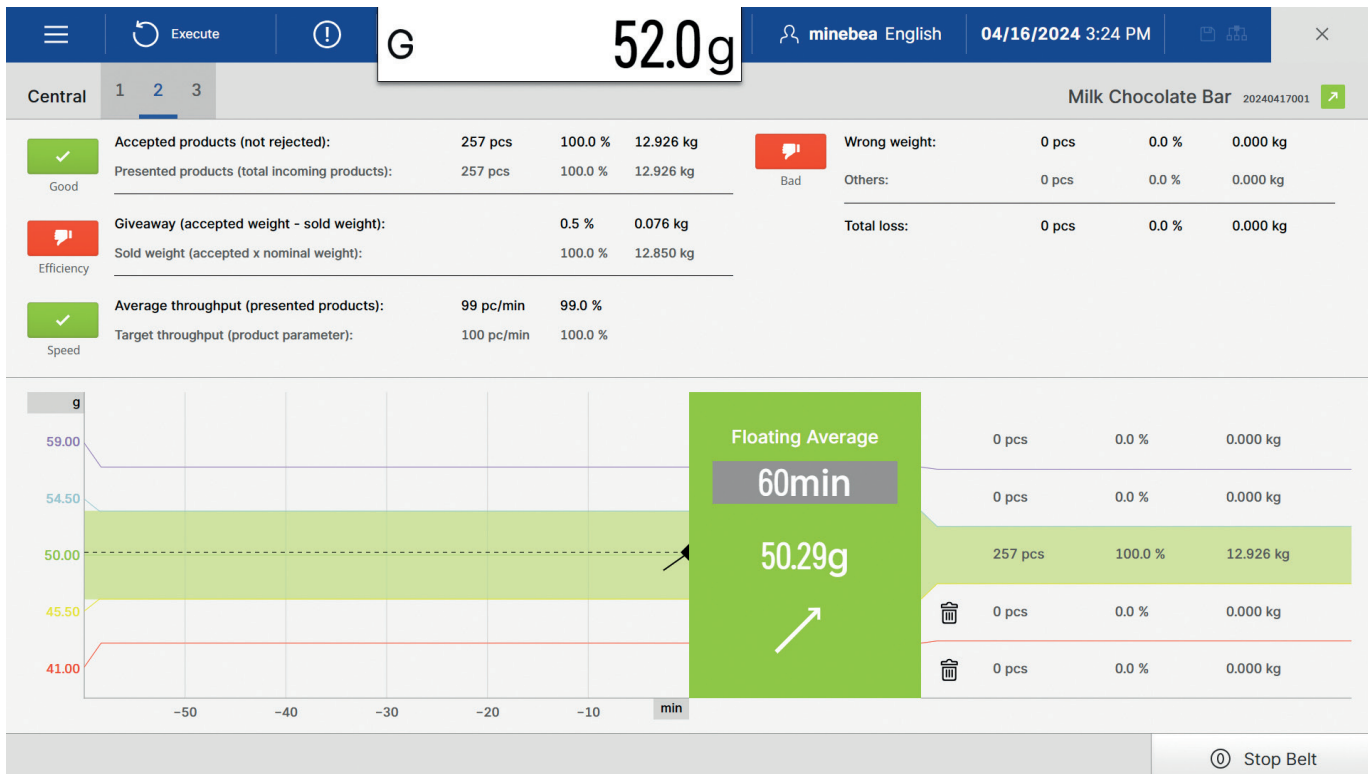 Execute
G 52.0g
minebea English
04/16/2024 3:24 PM
Central 1 2 3
Milk Chocolate Bar 20240417001
Good
Accepted products (not rejected): 257 pcs 100.0 % 12.926 kg
Presented products (total incoming products): 257 pcs 100.0 % 12.926 kg
Bad
Wrong weight: 0 pcs 0.0 % 0.000 kg
Others: 0 pcs 0.0 % 0.000 kg
Total loss: 0 pcs 0.0 % 0.000 kg
Efficiency
Giveaway (accepted weight - sold weight): 0.5 % 0.076 kg
Sold weight (accepted x nominal weight): 100.0 % 12.850 kg
Speed
Average throughput (presented products): 99 pc/min 99.0 %
Target throughput (product parameter): 100 pc/min 100.0 %
g
59.00
54.50
50.00
45.50
41.00
−50 −40 −30 −20 −10 min
Floating Average
60min
50.29g
0 pcs 0.0 % 0.000 kg
0 pcs 0.0 % 0.000 kg
257 pcs 100.0 % 12.926 kg
0 pcs 0.0 % 0.000 kg
0 pcs 0.0 % 0.000 kg
0 Stop Belt